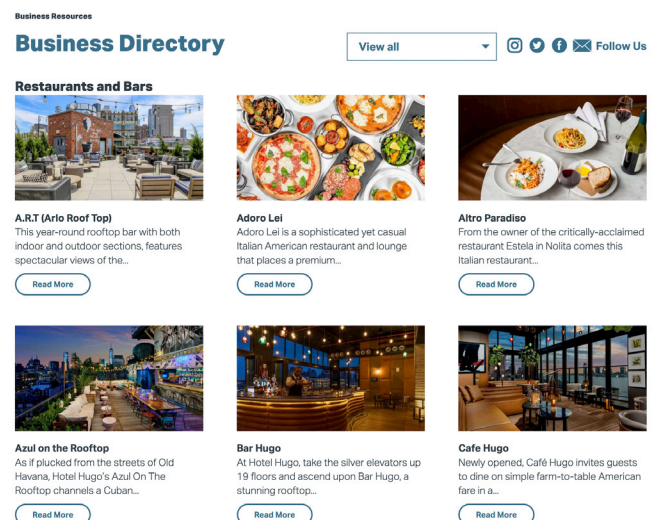 Business Resources
Business Directory
View all
Follow Us
Restaurants and Bars
A.R.T (Arlo Roof Top)
This year-round rooftop bar with both
indoor and outdoor sections, features
spectacular views of the...
Read More
Adoro Lei
Adoro Lei is a sophisticated yet casual
Italian American restaurant and lounge
that places a premium...
Read More
Altro Paradiso
From the owner of the critically-acclaimed
restaurant Estela in Nolita comes this
Italian restaurant...
Read More
Azul on the Rooftop
As if plucked from the streets of Old
Havana, Hotel Hugo's Azul On The
Rooftop channels a Cuban...
Read More
Bar Hugo
At Hotel Hugo, take the silver elevators up
19 floors and ascend upon Bar Hugo, a
stunning rooftop...
Read More
Cafe Hugo
Newly opened, Café Hugo invites guests
to dine on simple farm-to-table American
fare in a...
Read More